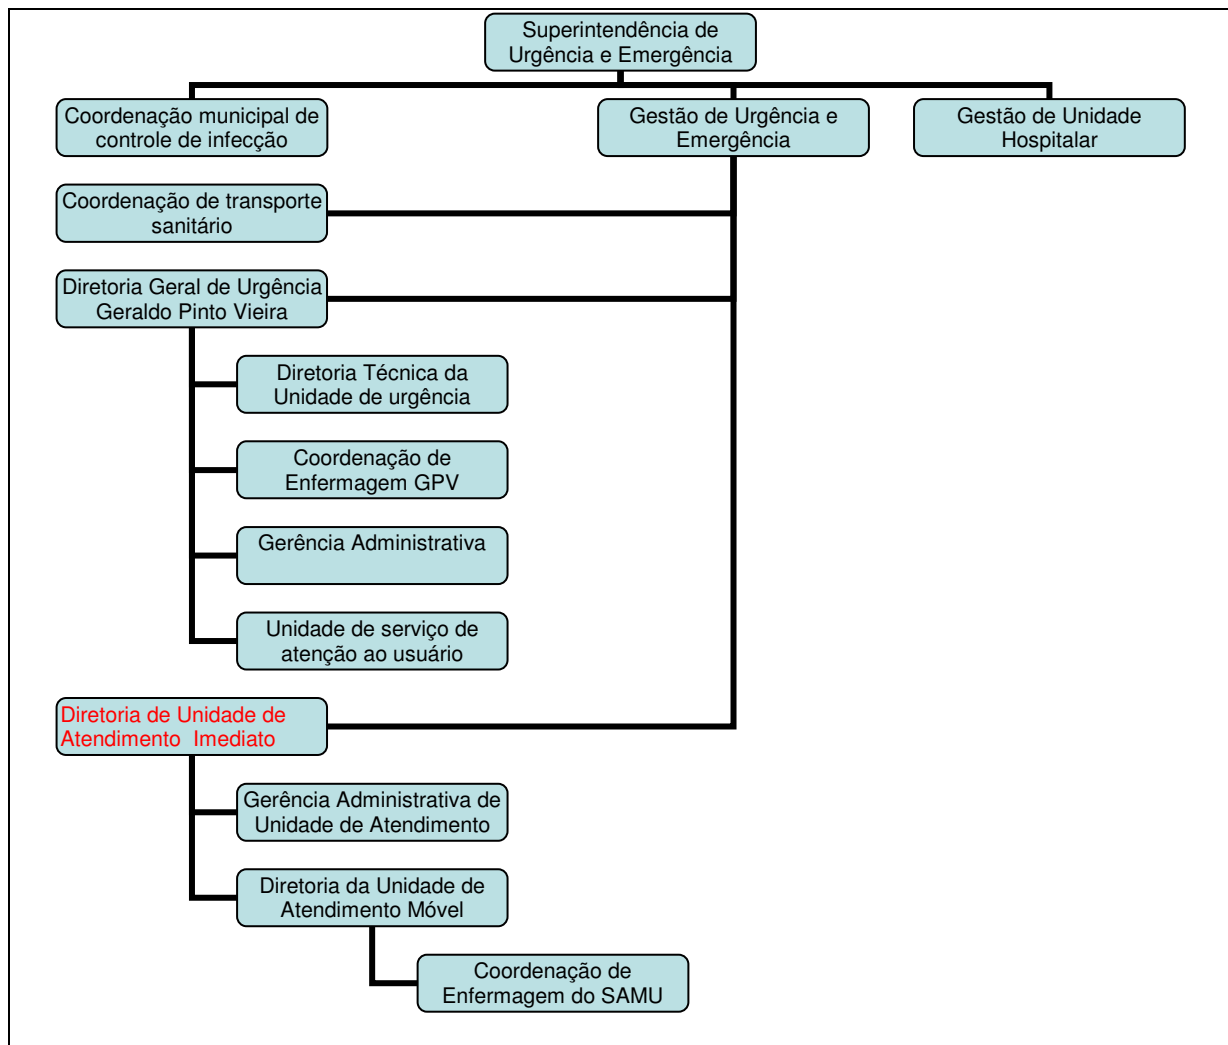 Superintendência de
Urgência e Emergência
Coordenação municipal de
controle de infecção
Gestão de Urgência e
Emergência
Gestão de Unidade
Hospitalar
Coordenação de transporte
sanitário
Diretoria Geral de Urgência
Geraldo Pinto Vieira
Diretoria Técnica da
Unidade de urgência
Coordenação de
Enfermagem GPV
Gerência Administrativa
Unidade de serviço de
atenção ao usuário
Diretoria de Unidade de
Atendimento  Imediato
Gerência Administrativa de
Unidade de Atendimento
Diretoria da Unidade de
Atendimento Móvel
Coordenação de
Enfermagem do SAMU